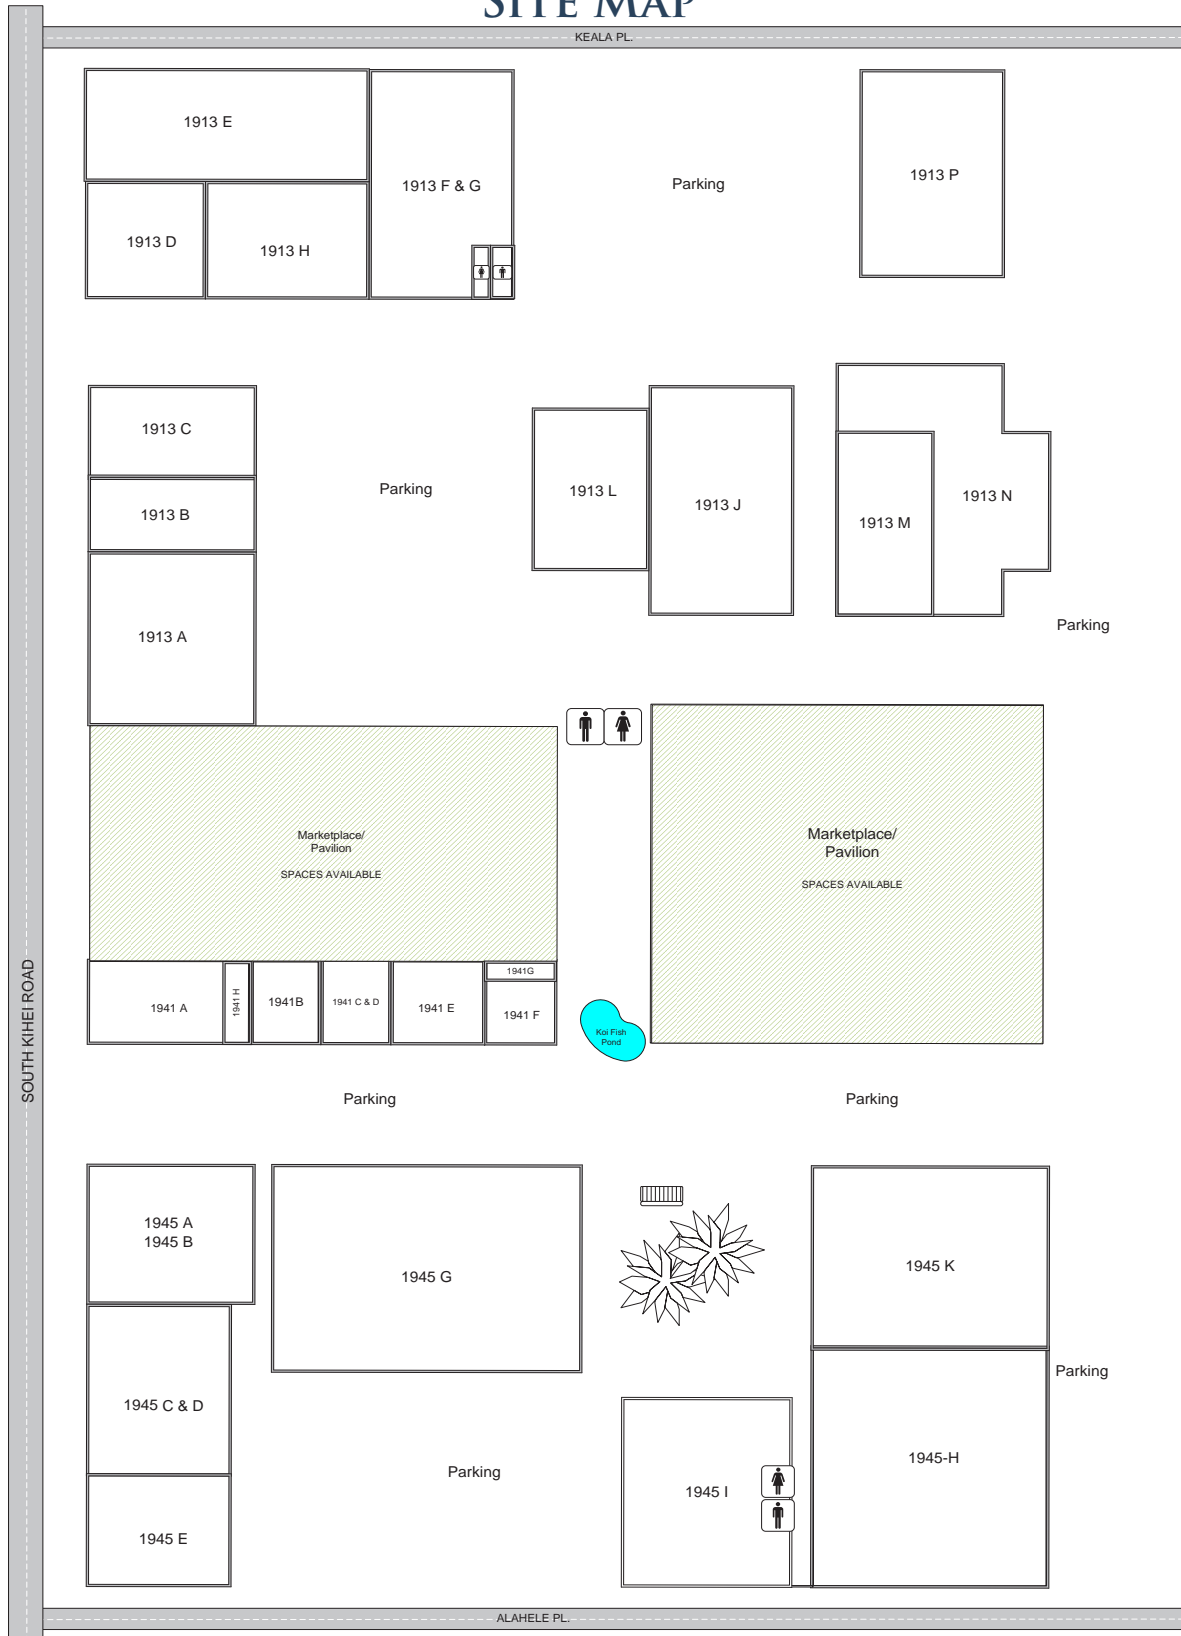 SITE MAP
KEALA PL.
1913 E
1913 F & G
Parking
1913 P
1913 D
1913 H
1913 C
1913 B
1913 A
Parking
1913 L
1913 J
1913 M
1913 N
Parking
Marketplace/
Pavilion
SPACES AVAILABLE
Marketplace/
Pavilion
SPACES AVAILABLE
SOUTH KIHEI ROAD
1941 A
1941 H
1941B
1941 C & D
1941 E
1941G
1941 F
Koi Fish
Pond
Parking
Parking
1945 A
1945 B
1945 G
1945 K
1945 C & D
Parking
1945 E
Parking
1945 I
1945-H
ALAHELE PL.